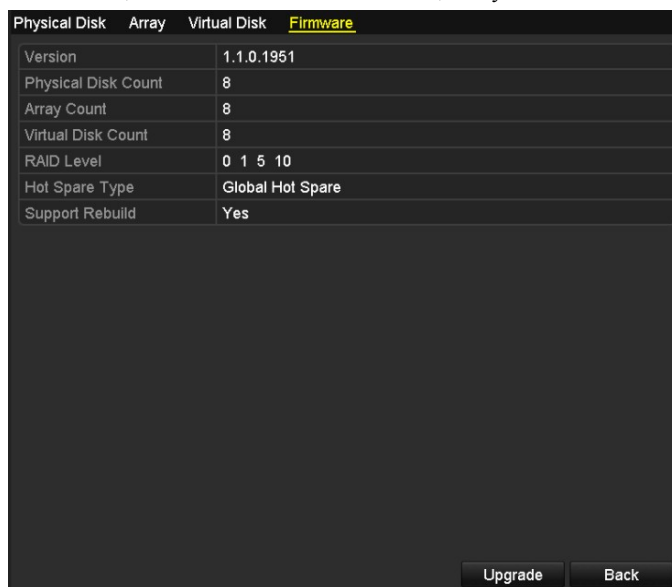 Physical Disk Array Virtual Disk Firmware
Version 1.1.0.1951
Physical Disk Count 8
Array Count 8
Virtual Disk Count 8
RAID Level 0 1 5 10
Hot Spare Type Global Hot Spare
Support Rebuild Yes
Upgrade Back